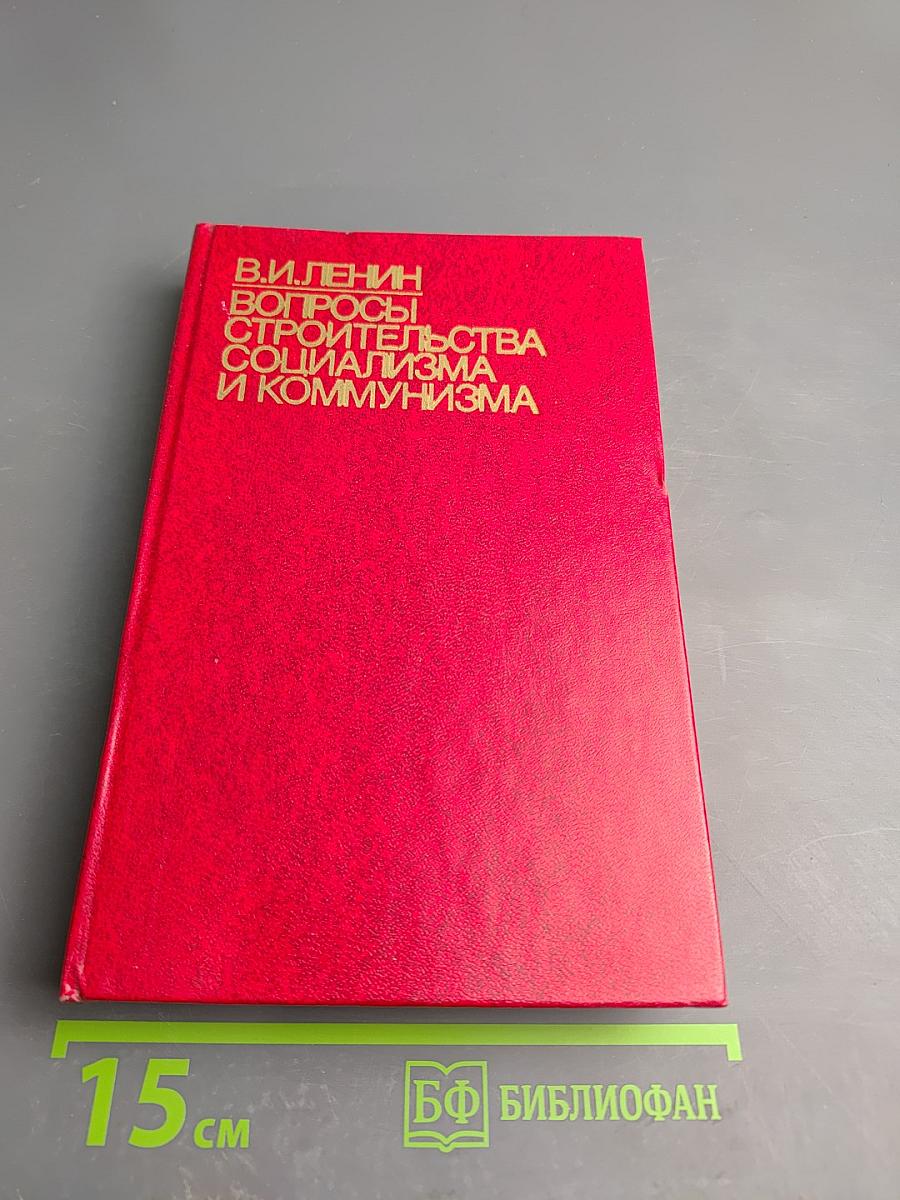 В.И.ЛЕНИН
ВОПРОСЫ
СТРОИТЕЛЬСТВА
СОЦИАЛИЗМА
И КОММУНИЗМА
15 см
БФ БИБЛИОФАН